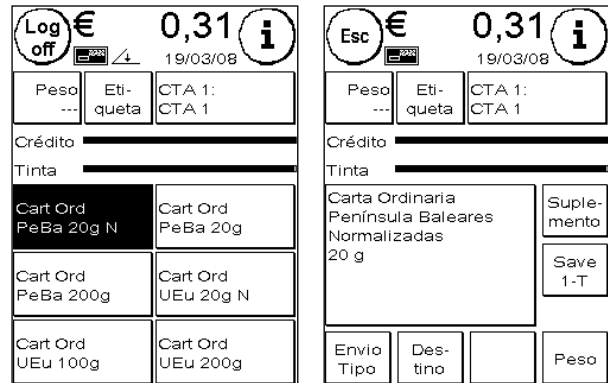 Log
off
€ 0,31
i
19/03/08
Peso
---
Eti-
queta
CTA 1:
CTA 1
Crédito
Tinta
Cart Ord
PeBa 20g N
Cart Ord
PeBa 20g
Cart Ord
PeBa 200g
Cart Ord
UEu 20g N
Cart Ord
UEu 100g
Cart Ord
UEu 200g
Esc
€ 0,31
i
19/03/08
Peso
---
Eti-
queta
CTA 1:
CTA 1
Crédito
Tinta
Carta Ordinaria
Península Baleares
Normalizadas
20 g
Suple-
mento
Save
1-T
Envio
Tipo
Des-
tino
Peso